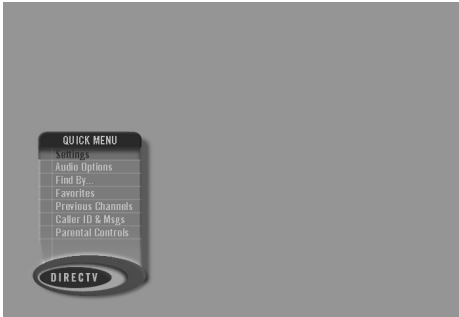 QUICK MENU
Settings
Audio Options
Find By...
Favorites
Previous Channels
Caller ID & Msgs
Parental Controls
DIRECTV